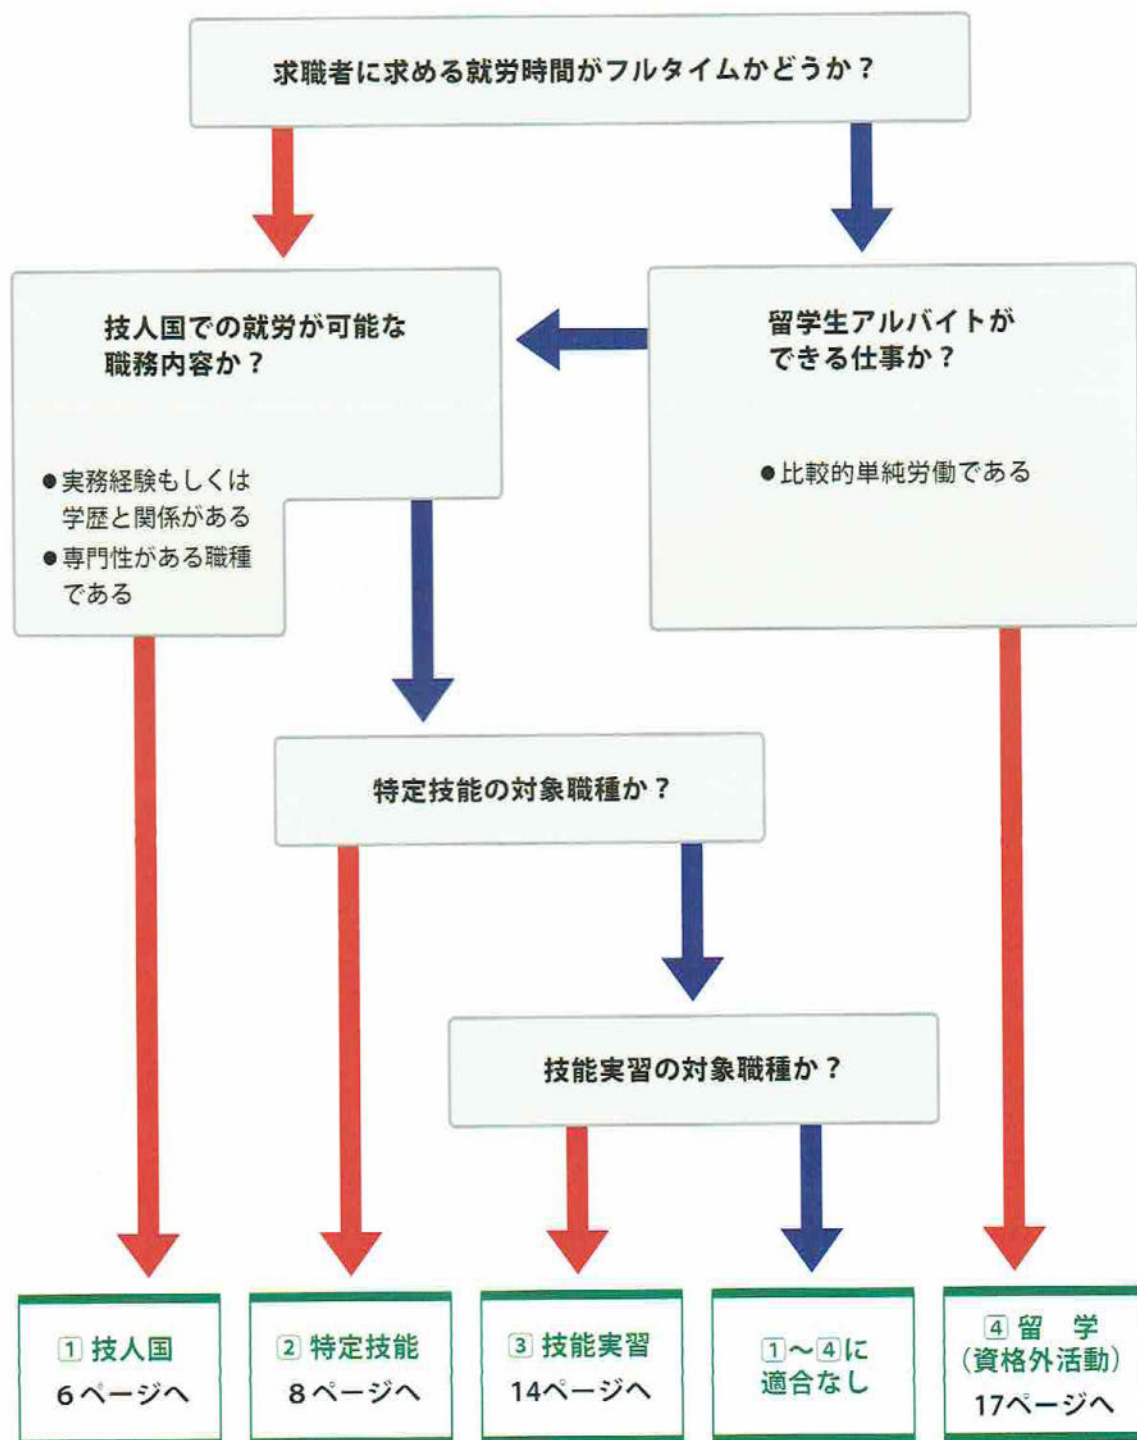 求職者に求める就労時間がフルタイムかどうか？
技人国での就労が可能な
職務内容か？
●実務経験もしくは
学歴と関係がある
●専門性がある職種
である
留学生アルバイトが
できる仕事か？
●比較的単純労働である
特定技能の対象職種か？
技能実習の対象職種か？
1 技人国
6ページへ
2 特定技能
8ページへ
3 技能実習
14ページへ
1～4に
適合なし
4 留　学
（資格外活動）
17ページへ